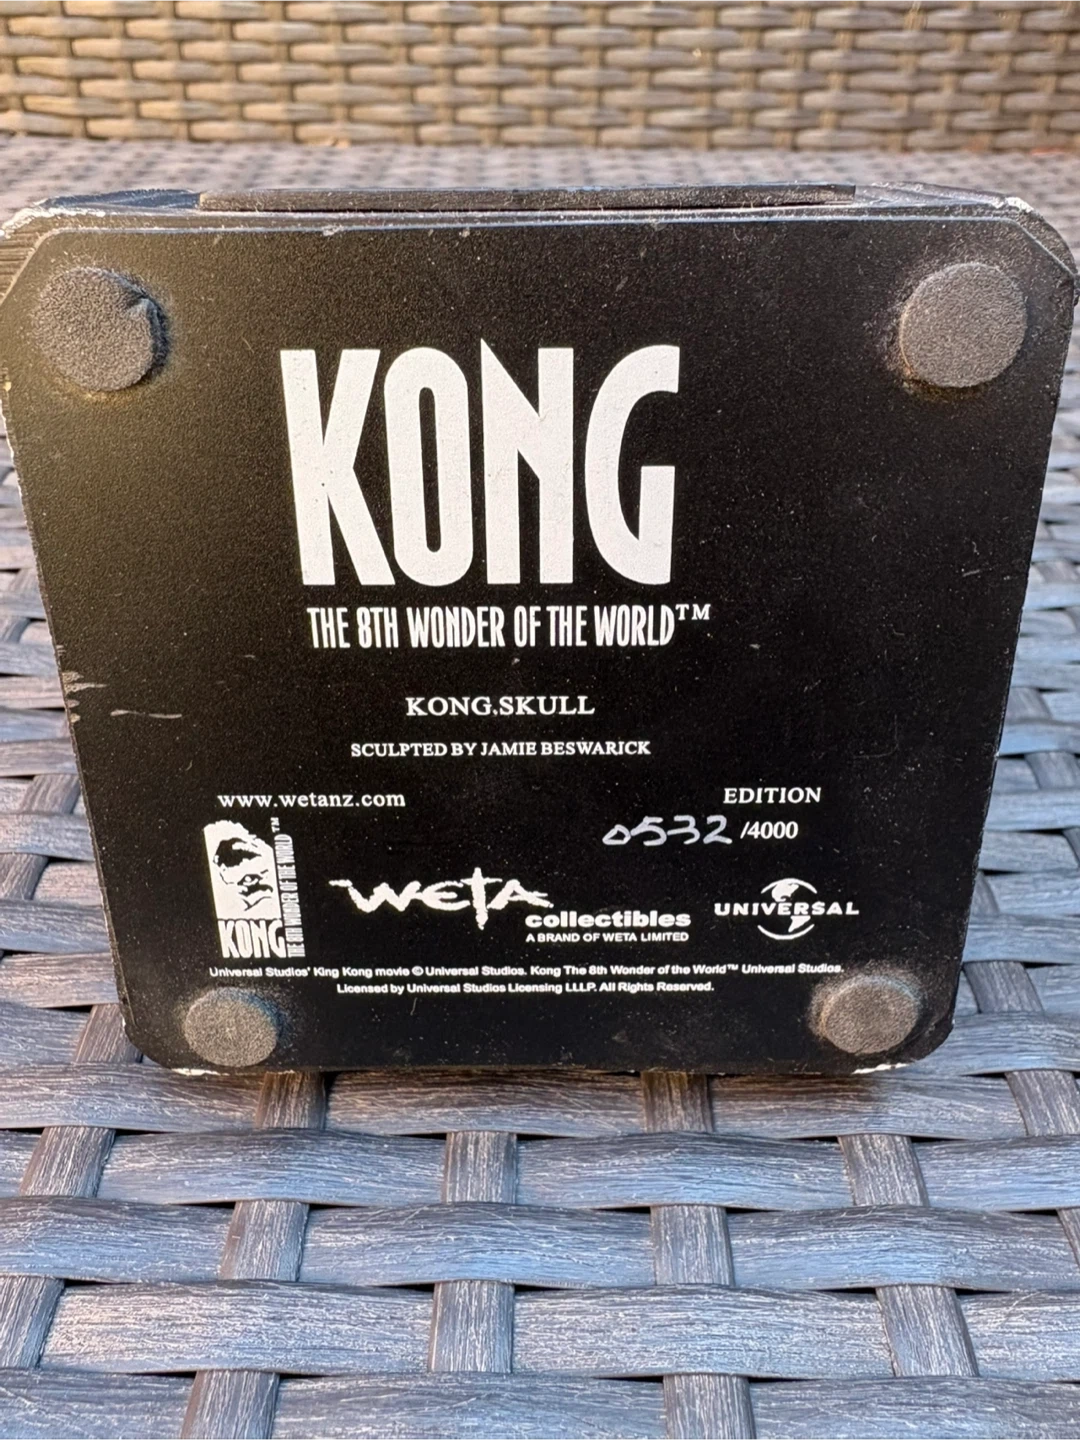 KONG
THE 8TH WONDER OF THE WORLD™
KONG SKULL
SCULPTED BY JAMIE BESWARICK
www.wetanz.com
EDITION
0532 /4000
KONG
THE 8TH WONDER OF THE WORLD™
WETA
collectibles
A BRAND OF WETA LIMITED
UNIVERSAL
Universal Studios' King Kong movie © Universal Studios. Kong The 8th Wonder of the World™ Universal Studios.
Licensed by Universal Studios Licensing LLLP. All Rights Reserved.